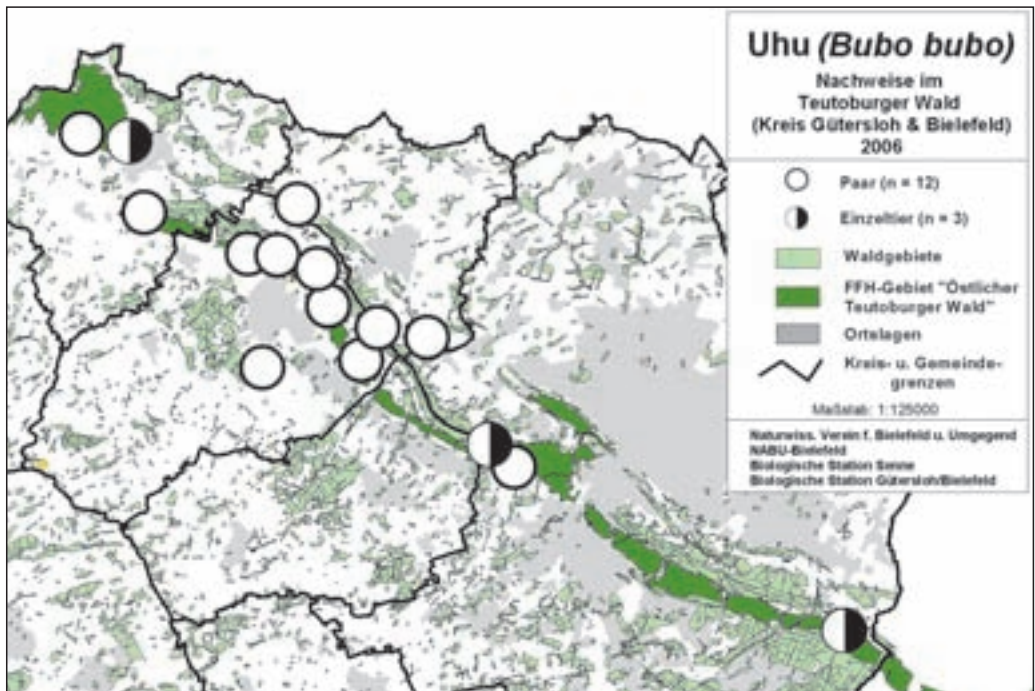 Uhu (Bubo bubo)
Nachweise im
Teutoburger Wald
(Kreis Gütersloh & Bielefeld)
2006
Paar (n = 12)
Einzeltier (n = 3)
Waldgebiete
FFH-Gebiet "Östlicher
Teutoburger Wald"
Ortslagen
Kreis- u. Gemeinde-
grenzen
Maßstab: 1:125000
Naturwiss. Verein f. Bielefeld u. Umgegend
NABU-Bielefeld
Biologische Station Senne
Biologische Station Gütersloh/Bielefeld